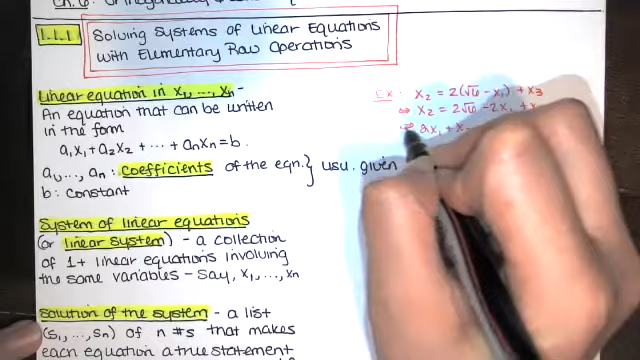 Ch. 6: Orthogonality &
1.1.1 Solving Systems of Linear Equations
with Elementary Row Operations
Linear equation in x₁, ..., xₙ -
An equation that can be written
in the form
a₁x₁ + a₂x₂ + ··· + aₙxₙ = b.
a₁, ..., aₙ: coefficients of the eqn. } usu. given
b: constant
System of linear equations
(or linear system) - a collection
of 1+ linear equations involving
the same variables - say, x₁, ..., xₙ
Solution of the system - a list
(s₁, ..., sₙ) of n #s that makes
each equation a true statement
Ex: x₂ = 2(√6 - x₁) + x₃
⇔ x₂ = 2√6 - 2x₁ + x
⇔ 2x₁ + x₂